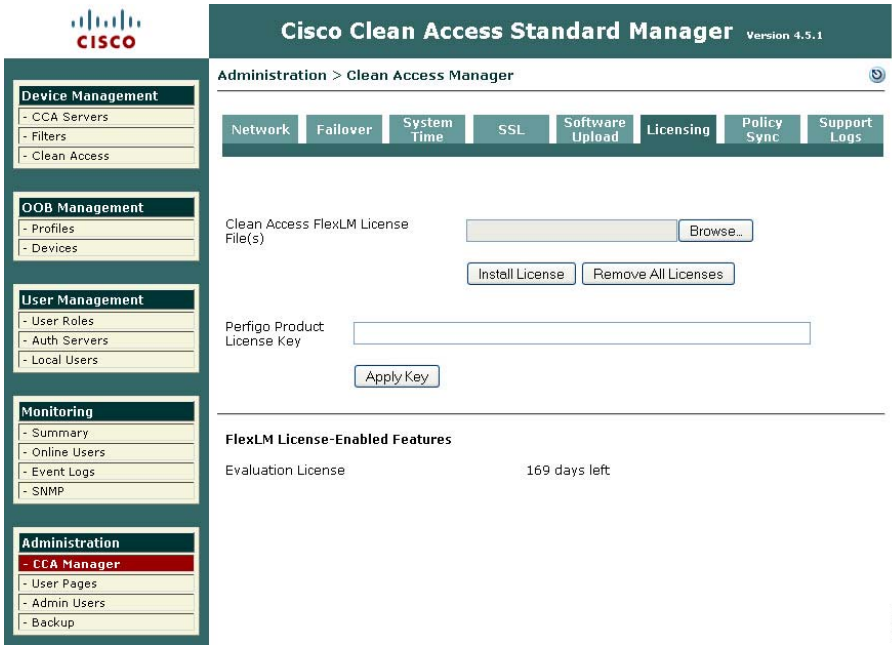 CISCO
Cisco Clean Access Standard Manager Version 4.5.1
Device Management
- CCA Servers
- Filters
- Clean Access
OOB Management
- Profiles
- Devices
User Management
- User Roles
- Auth Servers
- Local Users
Monitoring
- Summary
- Online Users
- Event Logs
- SNMP
Administration
- CCA Manager
- User Pages
- Admin Users
- Backup
Administration > Clean Access Manager
Network
Failover
System
Time
SSL
Software
Upload
Licensing
Policy
Sync
Support
Logs
Clean Access FlexLM License
File(s)
Browse...
Install License
Remove All Licenses
Perfigo Product
License Key
Apply Key
FlexLM License-Enabled Features
Evaluation License 169 days left